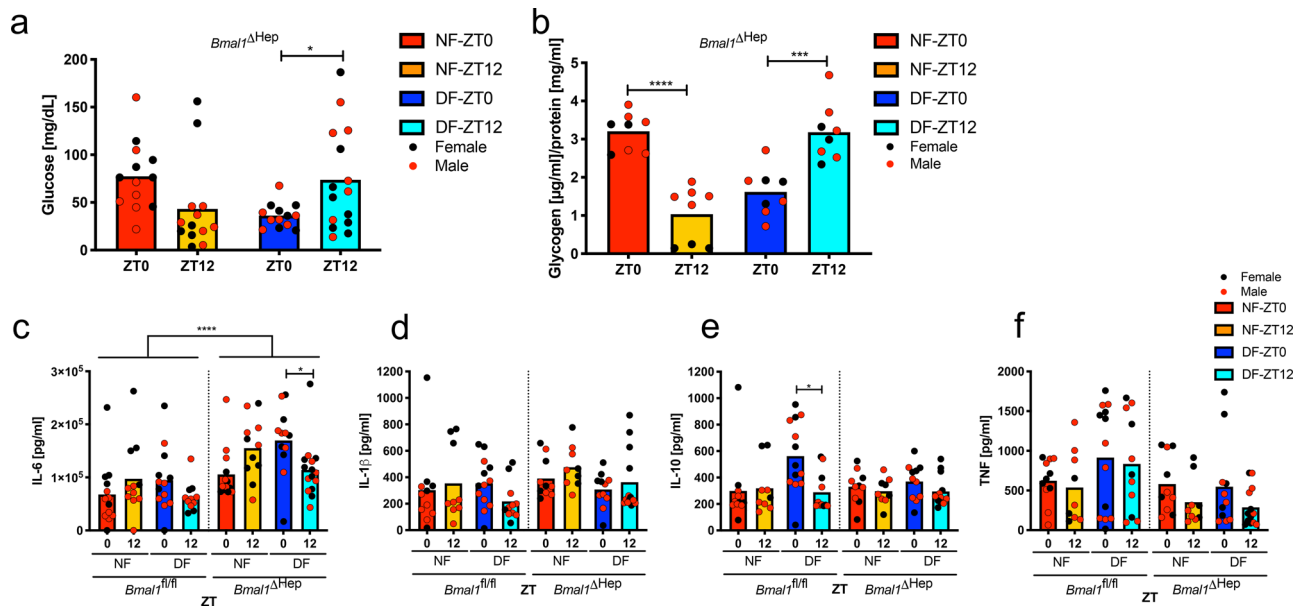 a
Bmal1ΔHep
*
Glucose [mg/dL]
200
150
100
50
0
ZT0 ZT12 ZT0 ZT12
NF-ZT0
NF-ZT12
DF-ZT0
DF-ZT12
Female
Male
b
Bmal1ΔHep
**** ***
Glycogen [µg/ml]/protein [mg/ml]
5
4
3
2
1
0
ZT0 ZT12 ZT0 ZT12
NF-ZT0
NF-ZT12
DF-ZT0
DF-ZT12
Female
Male
c
****
*
IL-6 [pg/ml]
3×10⁵
2×10⁵
1×10⁵
0
0 12 0 12 0 12 0 12
NF DF NF DF
Bmal1fl/fl Bmal1ΔHep
ZT
d
IL-1β [pg/ml]
1200
1000
800
600
400
200
0
0 12 0 12 0 12 0 12
NF DF NF DF
Bmal1fl/fl ZT Bmal1ΔHep
e
*
IL-10 [pg/ml]
1200
1000
800
600
400
200
0
0 12 0 12 0 12 0 12
NF DF NF DF
Bmal1fl/fl ZT Bmal1ΔHep
f
TNF [pg/ml]
2000
1500
1000
500
0
0 12 0 12 0 12 0 12
NF DF NF DF
Bmal1fl/fl ZT Bmal1ΔHep
Female
Male
NF-ZT0
NF-ZT12
DF-ZT0
DF-ZT12